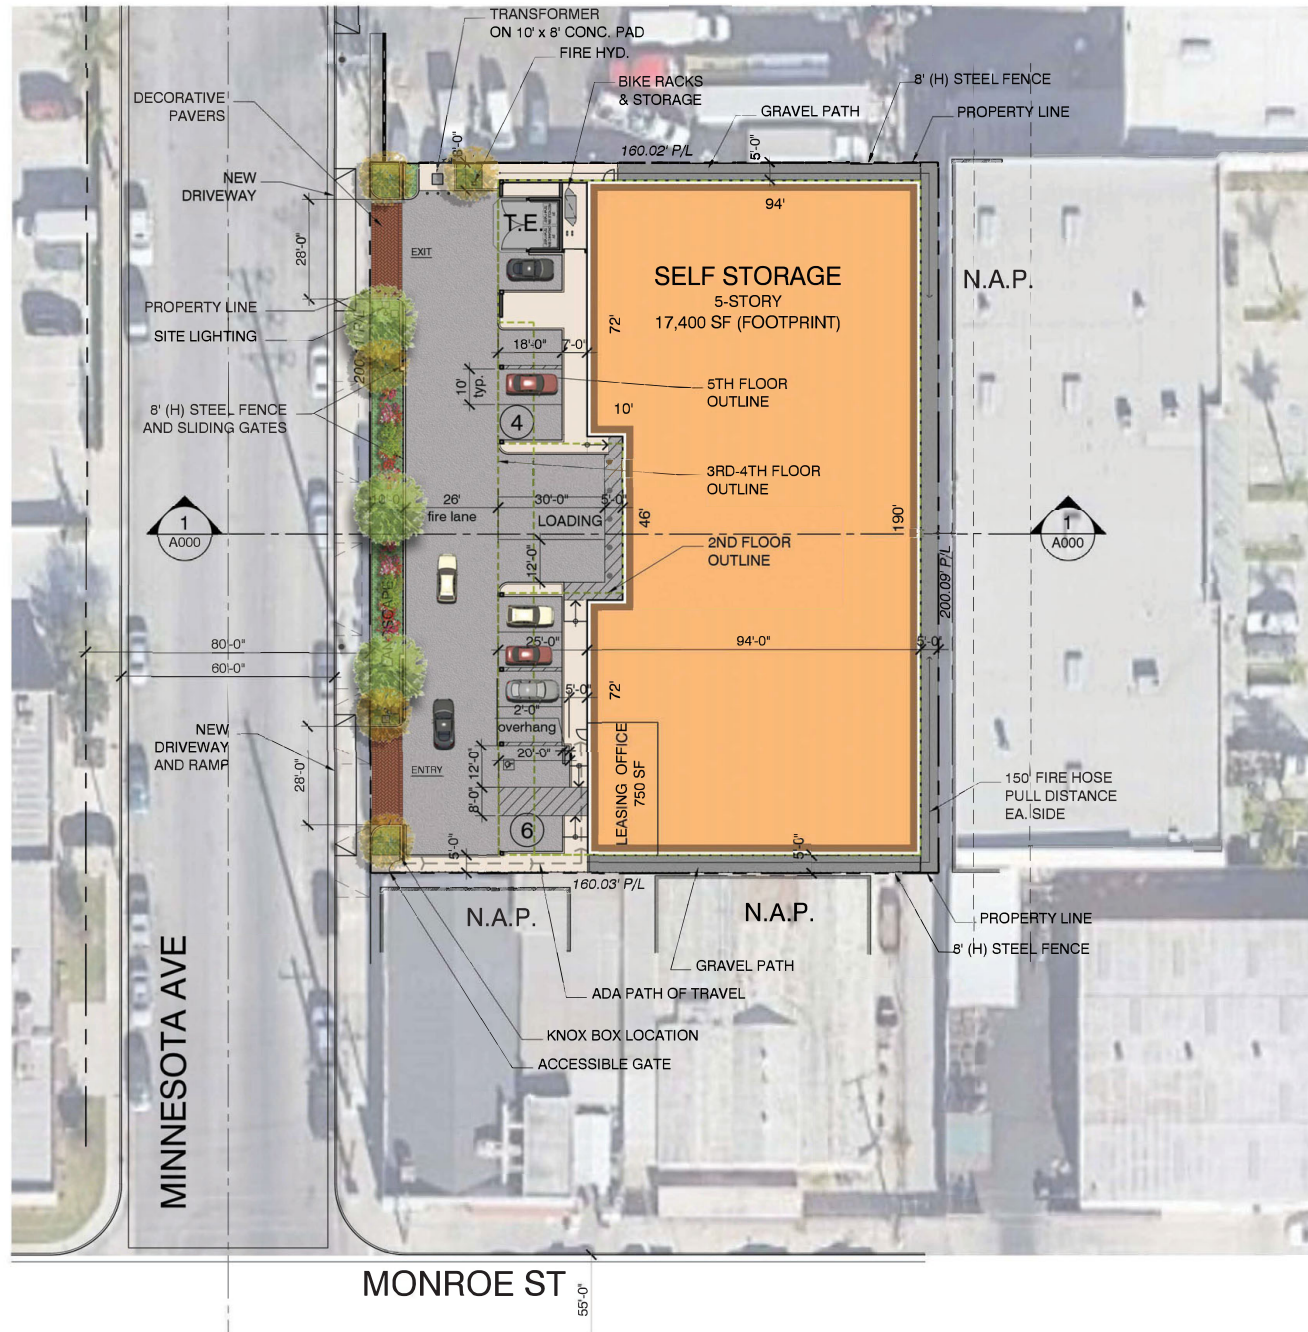 TRANSFORMER
ON 10' x 8' CONC. PAD
FIRE HYD.
BIKE RACKS
& STORAGE
8' (H) STEEL FENCE
GRAVEL PATH
PROPERTY LINE
DECORATIVE
PAVERS
160.02' P/L
5'-0"
NEW
DRIVEWAY
94'
28'-0"
T.E.
EXIT
SELF STORAGE
5-STORY
17,400 SF (FOOTPRINT)
N.A.P.
PROPERTY LINE
SITE LIGHTING
72'
18'-0"
7'-0"
10'
typ.
5TH FLOOR
OUTLINE
8' (H) STEEL FENCE
AND SLIDING GATES
10'
4
3RD-4TH FLOOR
OUTLINE
26'
fire lane
30'-0"
5'-0"
LOADING
46'
190'
1
A000
1
A000
2ND FLOOR
OUTLINE
12'-0"
200.09' P/L
80'-0"
60'-0"
25'-0"
94'-0"
5'-0"
5'-0"
72'
2'-0"
overhang
NEW
DRIVEWAY
AND RAMP
28'-0"
20'-0"
12'-0"
ENTRY
8'-0"
6
LEASING OFFICE
750 SF
150' FIRE HOSE
PULL DISTANCE
EA. SIDE
5'-0"
5'-0"
160.03' P/L
N.A.P.
N.A.P.
PROPERTY LINE
8' (H) STEEL FENCE
GRAVEL PATH
ADA PATH OF TRAVEL
KNOX BOX LOCATION
ACCESSIBLE GATE
MINNESOTA AVE
MONROE ST
55'-0"